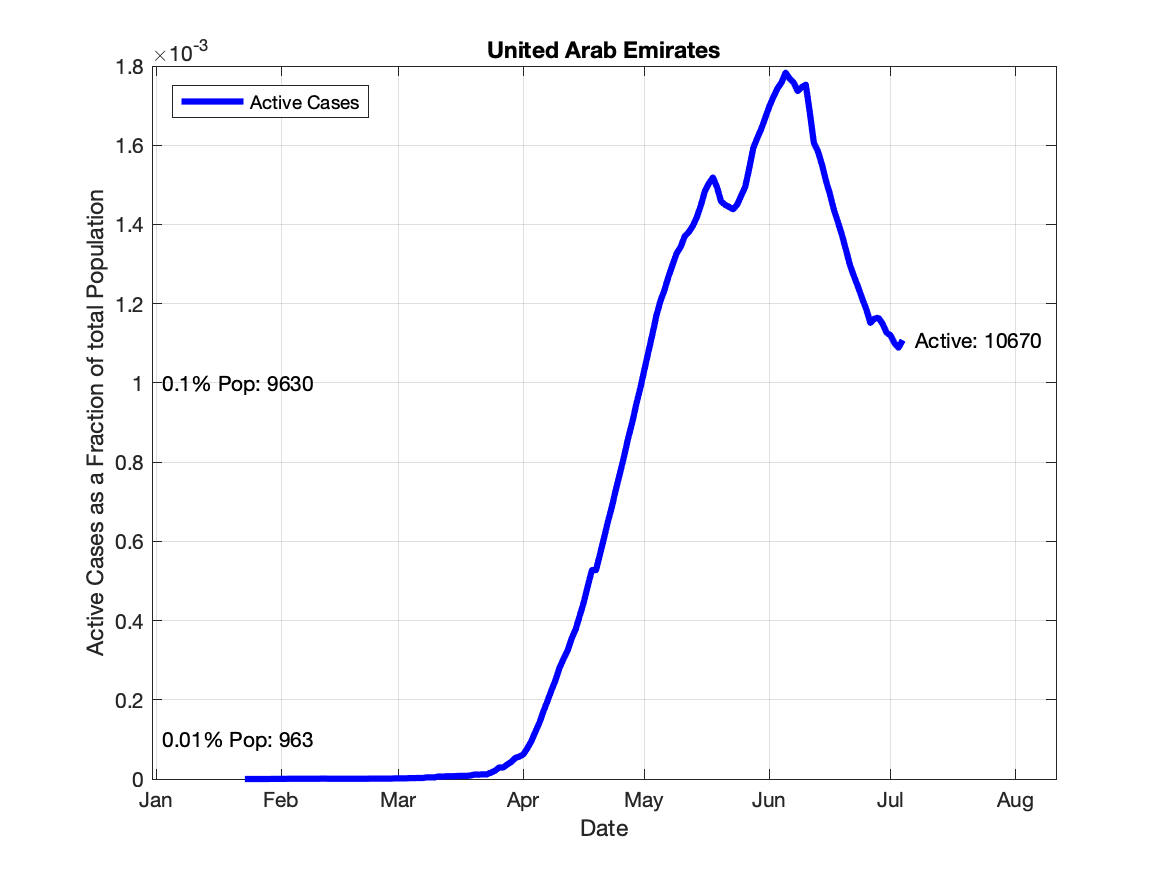 United Arab Emirates
×10-3
Active Cases
1.8
1.6
1.4
1.2
1
0.8
0.6
0.4
0.2
0
Active Cases as a Fraction of total Population
Active: 10670
0.1% Pop: 9630
0.01% Pop: 963
Jan Feb Mar Apr May Jun Jul Aug
Date